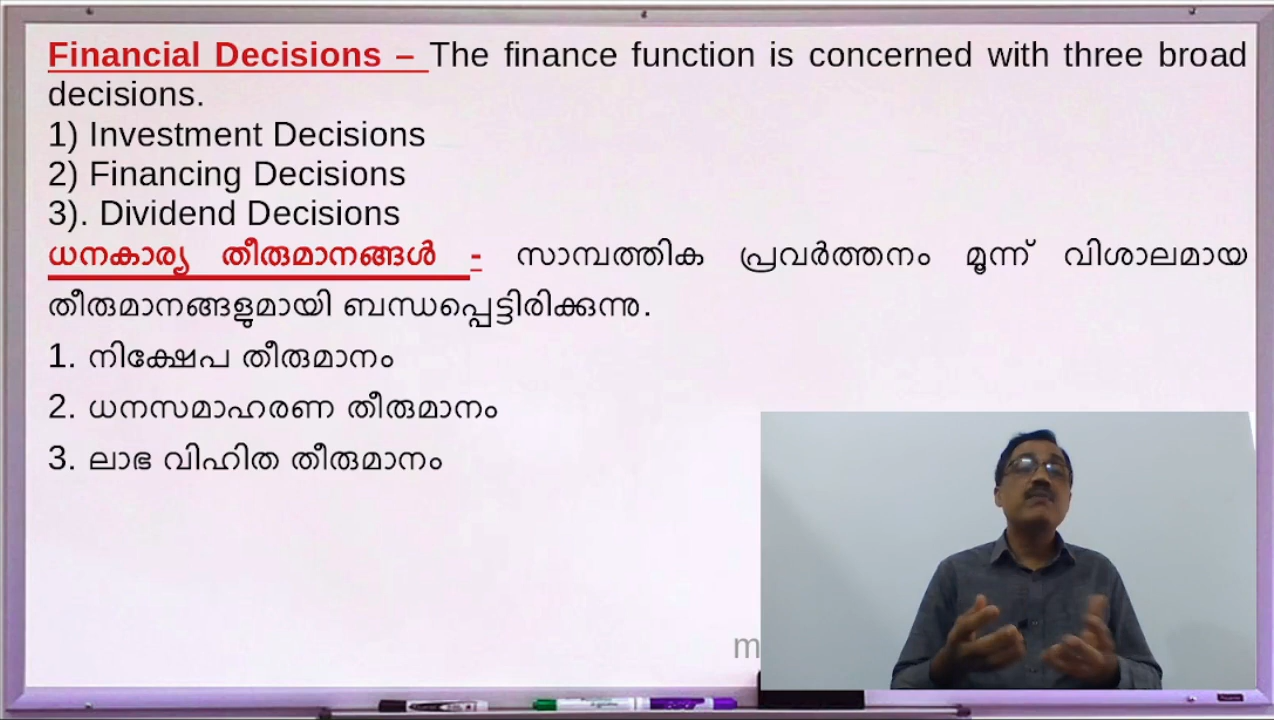 Financial Decisions – The finance function is concerned with three broad
decisions.
1) Investment Decisions
2) Financing Decisions
3). Dividend Decisions
ധനകാര്യ തീരുമാനങ്ങൾ - സാമ്പത്തിക പ്രവർത്തനം മൂന്ന് വിശാലമായ
തീരുമാനങ്ങളുമായി ബന്ധപ്പെട്ടിരിക്കുന്നു.
1. നിക്ഷേപ തീരുമാനം
2. ധനസമാഹരണ തീരുമാനം
3. ലാഭ വിഹിത തീരുമാനം